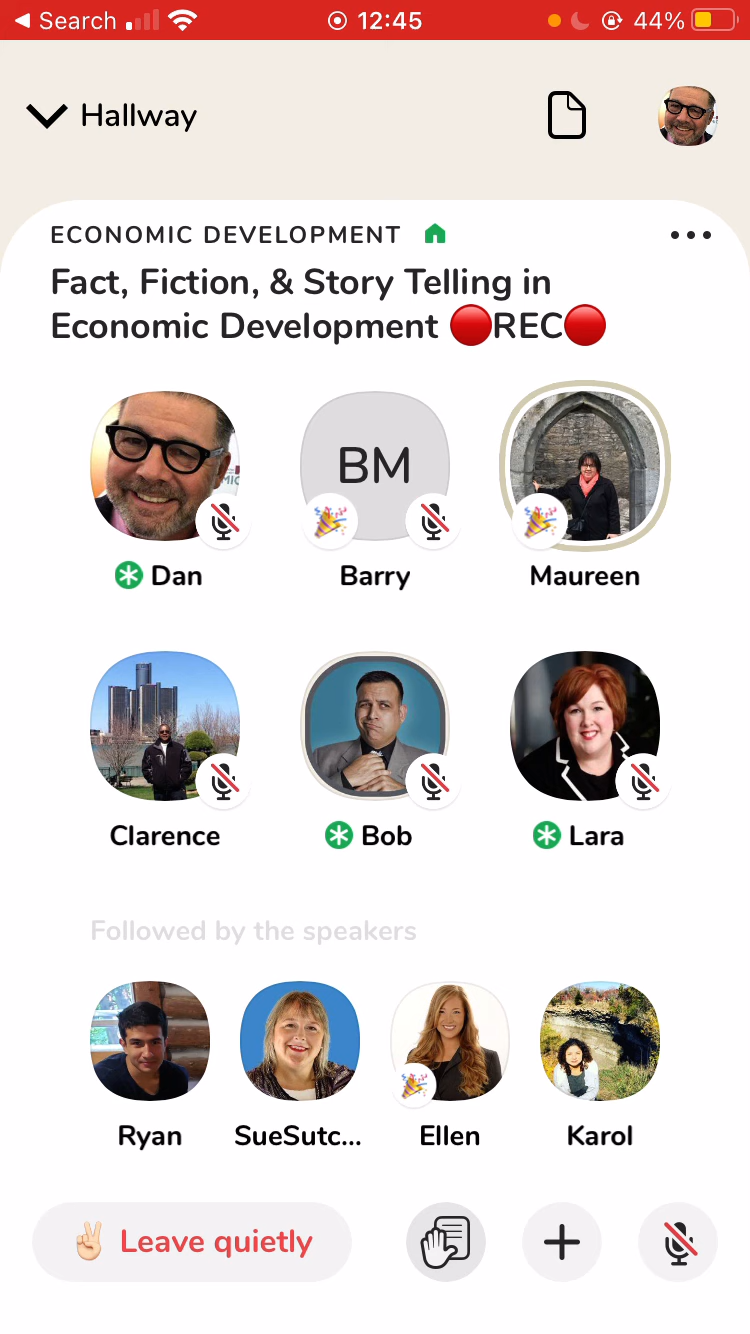 Search 12:45 44%
Hallway
ECONOMIC DEVELOPMENT
Fact, Fiction, & Story Telling in
Economic Development 🔴REC🔴
BM
Dan Barry Maureen
Clarence Bob Lara
Followed by the speakers
Ryan SueSutc... Ellen Karol
✌🏻 Leave quietly